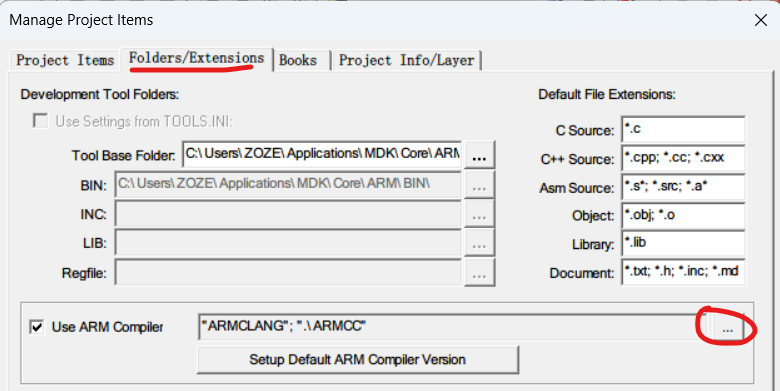 Manage Project Items
Project Items Folders/Extensions Books Project Info/Layer
Development Tool Folders:
Use Settings from TOOLS.INI:
Tool Base Folder: C:\Users\ZOZE\Applications\MDK\Core\ARM ...
BIN: C:\Users\ZOZE\Applications\MDK\Core\ARM\BIN\ ...
INC: ...
LIB: ...
Regfile: ...
Default File Extensions:
C Source: *.c
C++ Source: *.cpp; *.cc; *.cxx
Asm Source: *.s*; *.src; *.a*
Object: *.obj; *.o
Library: *.lib
Document: *.txt; *.h; *.inc; *.md
Use ARM Compiler "ARMCLANG"; ".\ARMCC" ...
Setup Default ARM Compiler Version